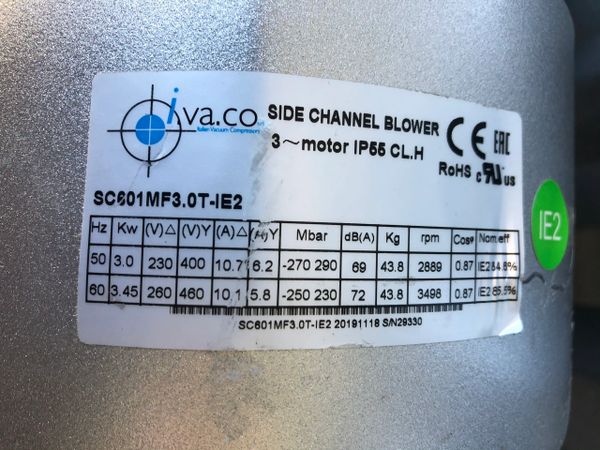 iva.co srl
Italian Vacuum Compressors
SIDE CHANNEL BLOWER
3~motor IP55 CL.H
CE EAC
RoHS c UR us
SC601MF3.0T-IE2
Hz Kw (V)△ (V)Y (A)△ (A)Y Mbar dB(A) Kg rpm Cosφ Nom.eff
50 3.0 230 400 10.7 6.2 -270 290 69 43.8 2889 0.87 IE2 84.8%
60 3.45 260 460 10.1 5.8 -250 230 72 43.8 3498 0.87 IE2 85.5%
SC601MF3.0T-IE2 20191118 S/N29330
IE2